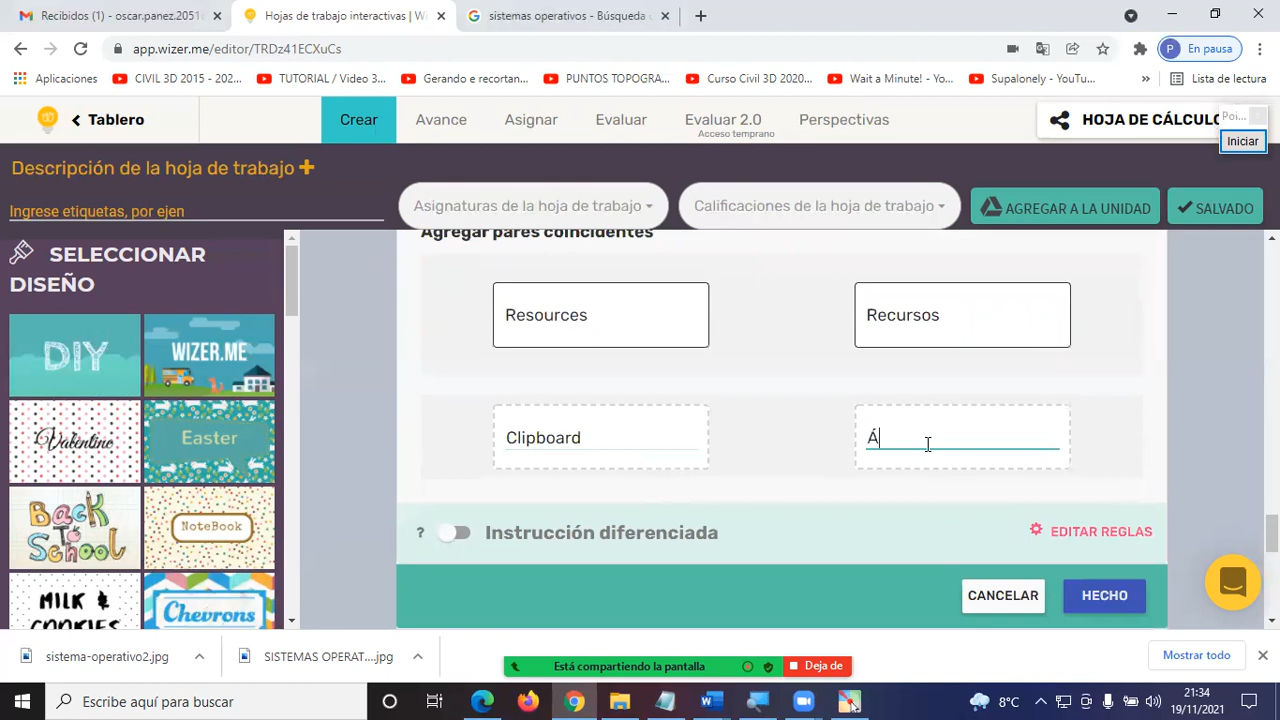 Recibidos (1) - oscar.panez.2051
Hojas de trabajo interactivas | Wi
sistemas operativos - Búsqueda
app.wizer.me/editor/TRDz41ECXuCs
P En pausa
Aplicaciones
CIVIL 3D 2015 - 202...
TUTORIAL / Video 3...
Gerando e recortan...
PUNTOS TOPOGRA...
Curso Civil 3D 2020...
Wait a Minute! - Yo...
Supalonely - YouTu...
»
Lista de lectura
Tablero
Crear
Avance
Asignar
Evaluar
Evaluar 2.0
Acceso temprano
Perspectivas
HOJA DE CÁLCULO
Poi...
Iniciar
Descripción de la hoja de trabajo +
Ingrese etiquetas, por ejen
Asignaturas de la hoja de trabajo
Calificaciones de la hoja de trabajo
AGREGAR A LA UNIDAD
SALVADO
SELECCIONAR
DISEÑO
DIY
WIZER.ME
Valentine
Easter
BACK
To
SCHOOL
NoteBook
MILK &
COOKIES
Chevrons
Agregar pares coincidentes
Resources
Recursos
Clipboard
Á
? Instrucción diferenciada
EDITAR REGLAS
CANCELAR
HECHO
sistema-operativo2.jpg
SISTEMAS OPERAT....jpg
Está compartiendo la pantalla
Deja de
Mostrar todo
Escribe aquí para buscar
8°C
21:34
19/11/2021